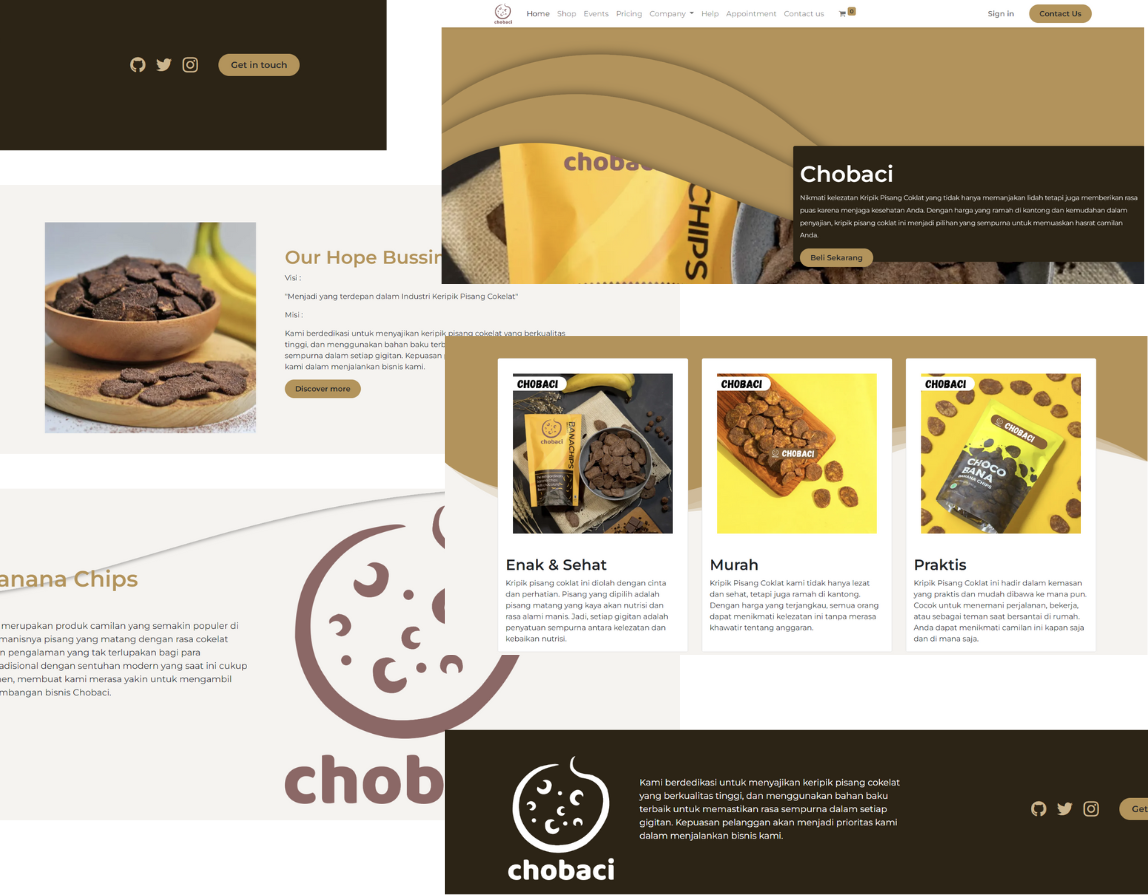 Get in touch
chobaci
Home Shop Events Pricing Company Help Appointment Contact us 0 Sign in Contact Us
choba
CHIPS
Chobaci
Nikmati kelezatan Kripik Pisang Coklat yang tidak hanya memanjakan lidah tetapi juga memberikan rasa
puas karena menjaga kesehatan Anda. Dengan harga yang ramah di kantong dan kemudahan dalam
penyajian, kripik pisang coklat ini menjadi pilihan yang sempurna untuk memuaskan hasrat camilan
Anda.
Beli Sekarang
Our Hope Bussin
Visi :
"Menjadi yang terdepan dalam Industri Keripik Pisang Cokelat"
Misi :
Kami berdedikasi untuk menyajikan keripik pisang cokelat yang berkualitas
tinggi, dan menggunakan bahan baku terb
sempurna dalam setiap gigitan. Kepuasan
kami dalam menjalankan bisnis kami.
Discover more
CHOBACI
chobaci
BANACHIPS
Enak & Sehat
Kripik pisang coklat ini diolah dengan cinta
dan perhatian. Pisang yang dipilih adalah
pisang matang yang kaya akan nutrisi dan
rasa alami manis. Jadi, setiap gigitan adalah
penyatuan sempurna antara kelezatan dan
kebaikan nutrisi.
CHOBACI
CHOBACI
Murah
Kripik Pisang Coklat kami tidak hanya lezat
dan sehat, tetapi juga ramah di kantong.
Dengan harga yang terjangkau, semua orang
dapat menikmati kelezatan ini tanpa merasa
khawatir tentang anggaran.
CHOBACI
CHOBACI
CHOCO
BANA
BANANA CHIPS
Praktis
Kripik Pisang Coklat ini hadir dalam kemasan
yang praktis dan mudah dibawa ke mana pun.
Cocok untuk menemani perjalanan, bekerja,
atau sebagai teman saat bersantai di rumah.
Anda dapat menikmati camilan ini kapan saja
dan di mana saja.
anana Chips
merupakan produk camilan yang semakin populer di
manisnya pisang yang matang dengan rasa cokelat
n pengalaman yang tak terlupakan bagi para
adisional dengan sentuhan modern yang saat ini cukup
en, membuat kami merasa yakin untuk mengambil
mbangan bisnis Chobaci.
chob
chobaci
Kami berdedikasi untuk menyajikan keripik pisang cokelat
yang berkualitas tinggi, dan menggunakan bahan baku
terbaik untuk memastikan rasa sempurna dalam setiap
gigitan. Kepuasan pelanggan akan menjadi prioritas kami
dalam menjalankan bisnis kami.
Get